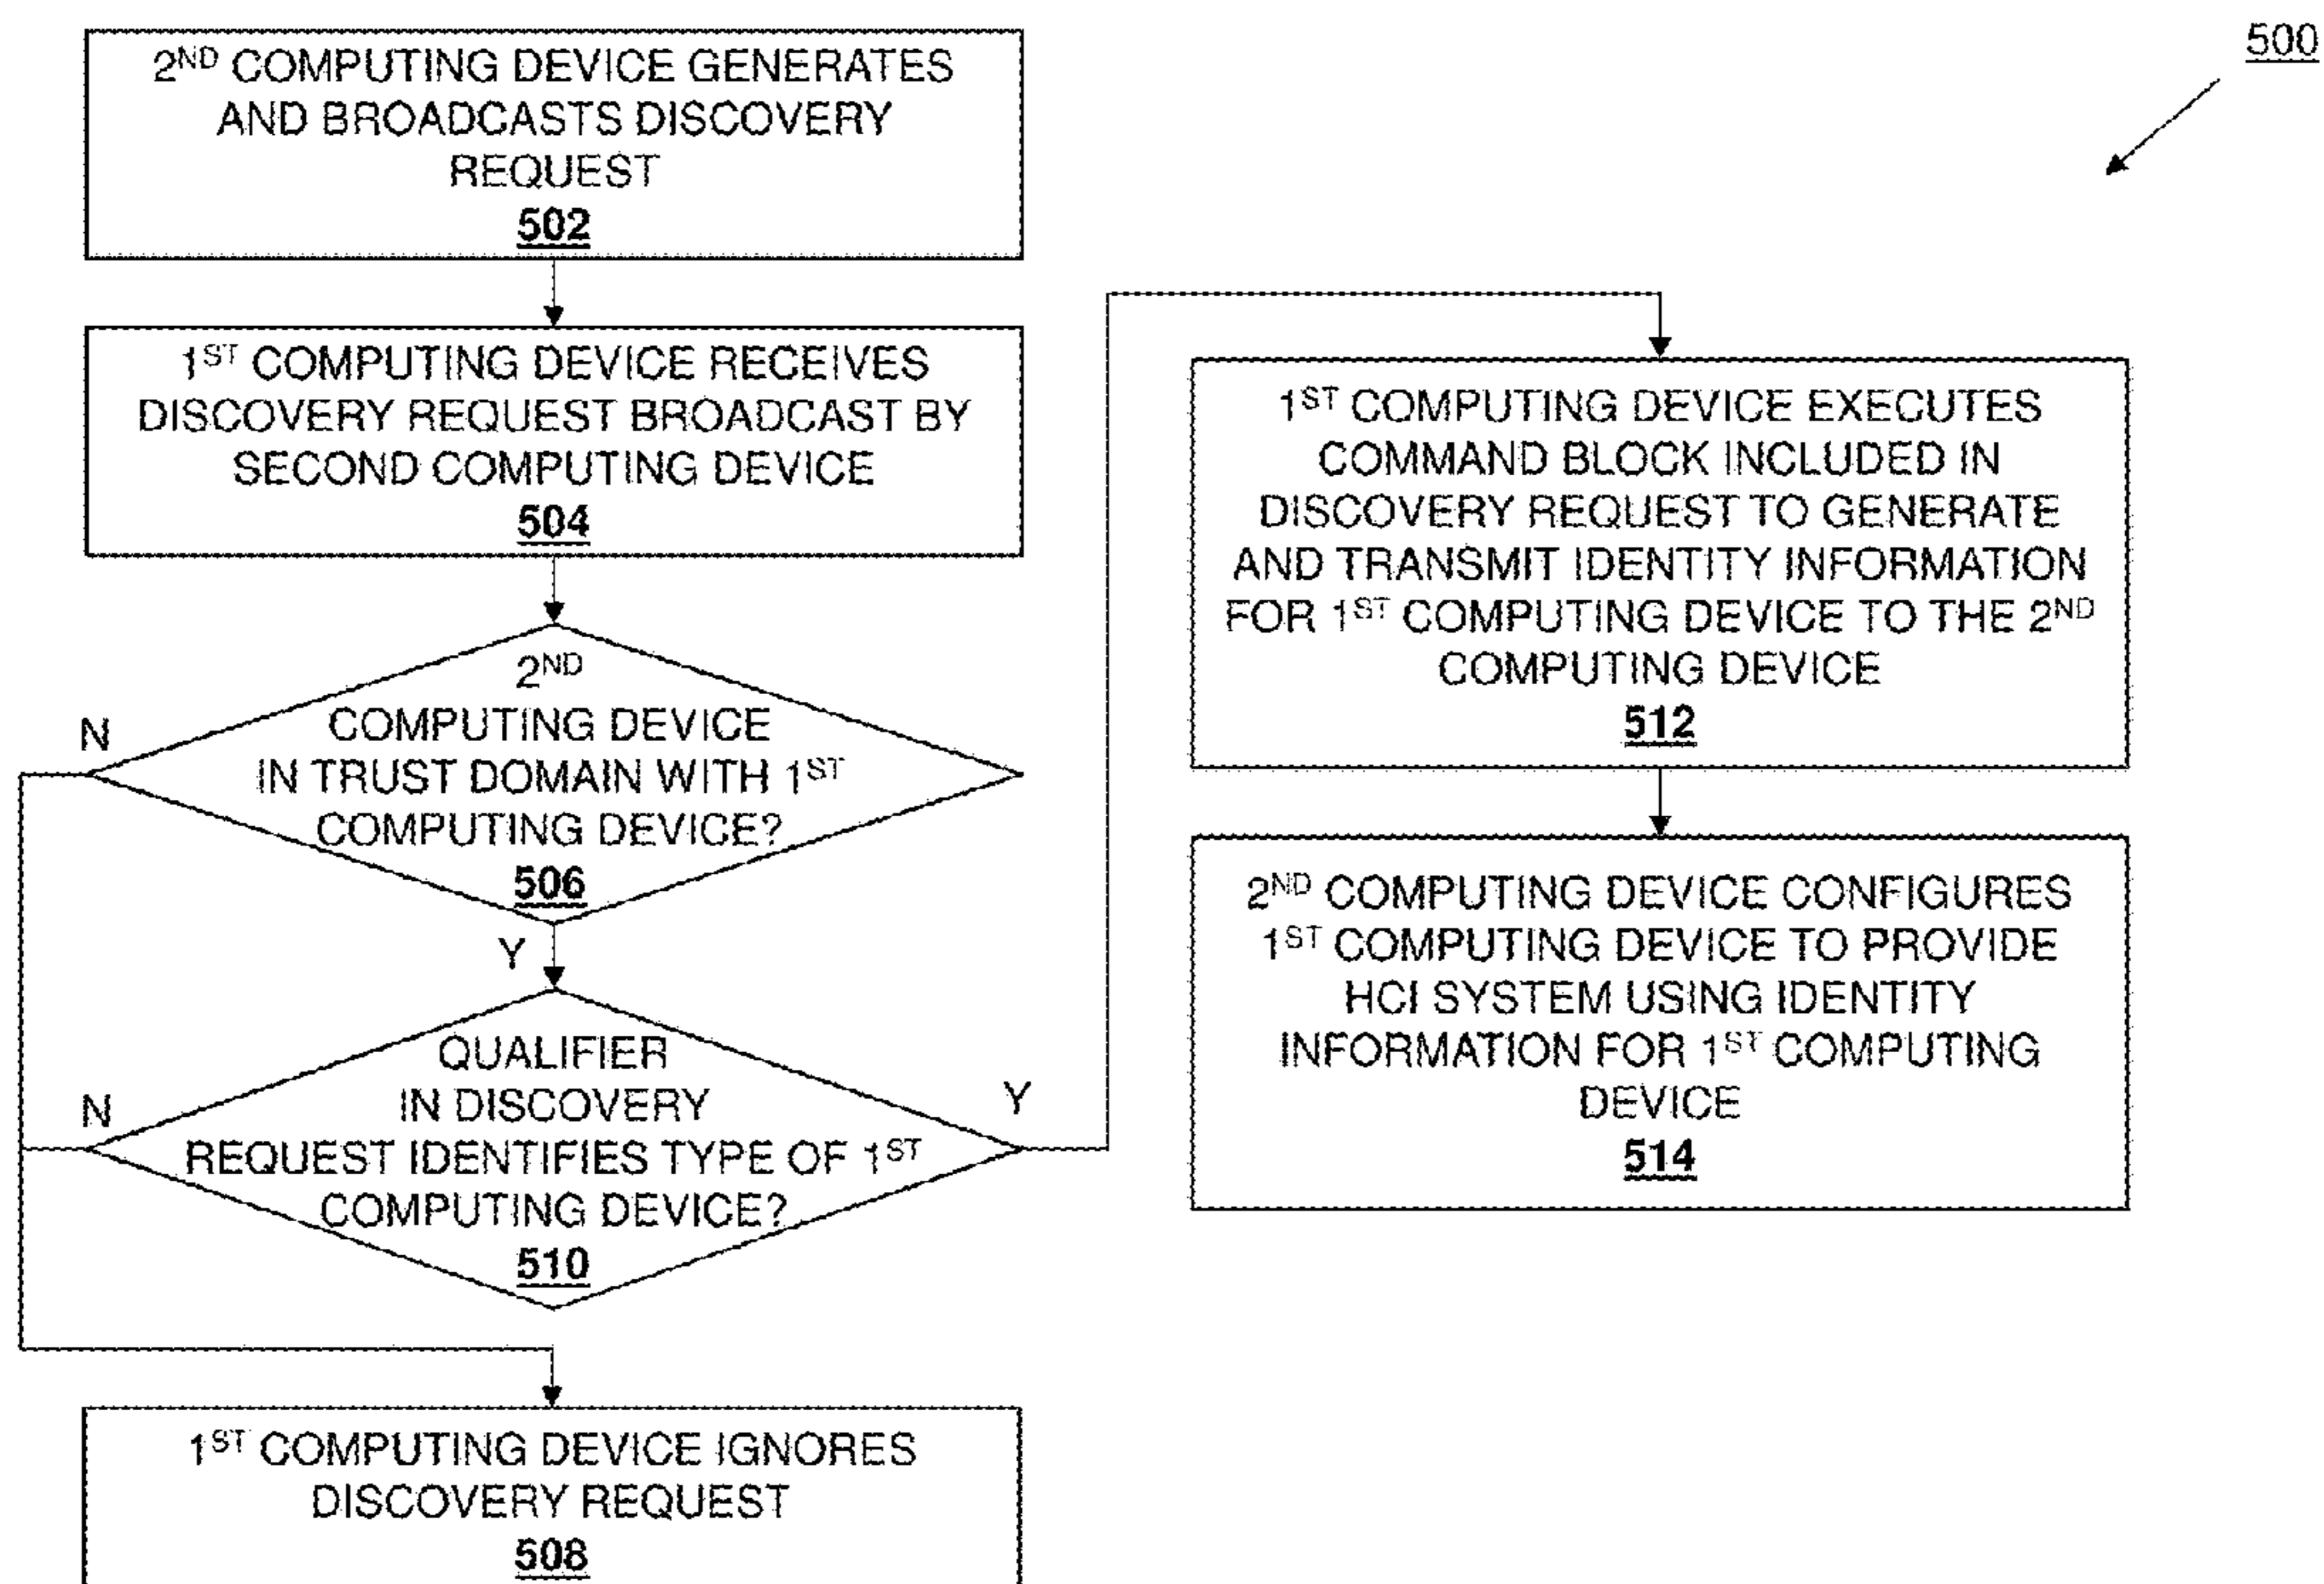 500
2ND COMPUTING DEVICE GENERATES
AND BROADCASTS DISCOVERY
REQUEST
502
1ST COMPUTING DEVICE RECEIVES
DISCOVERY REQUEST BROADCAST BY
SECOND COMPUTING DEVICE
504
2ND
COMPUTING DEVICE
IN TRUST DOMAIN WITH 1ST
COMPUTING DEVICE?
506
N
Y
QUALIFIER
IN DISCOVERY
REQUEST IDENTIFIES TYPE OF 1ST
COMPUTING DEVICE?
510
N
Y
1ST COMPUTING DEVICE IGNORES
DISCOVERY REQUEST
508
1ST COMPUTING DEVICE EXECUTES
COMMAND BLOCK INCLUDED IN
DISCOVERY REQUEST TO GENERATE
AND TRANSMIT IDENTITY INFORMATION
FOR 1ST COMPUTING DEVICE TO THE 2ND
COMPUTING DEVICE
512
2ND COMPUTING DEVICE CONFIGURES
1ST COMPUTING DEVICE TO PROVIDE
HCI SYSTEM USING IDENTITY
INFORMATION FOR 1ST COMPUTING
DEVICE
514